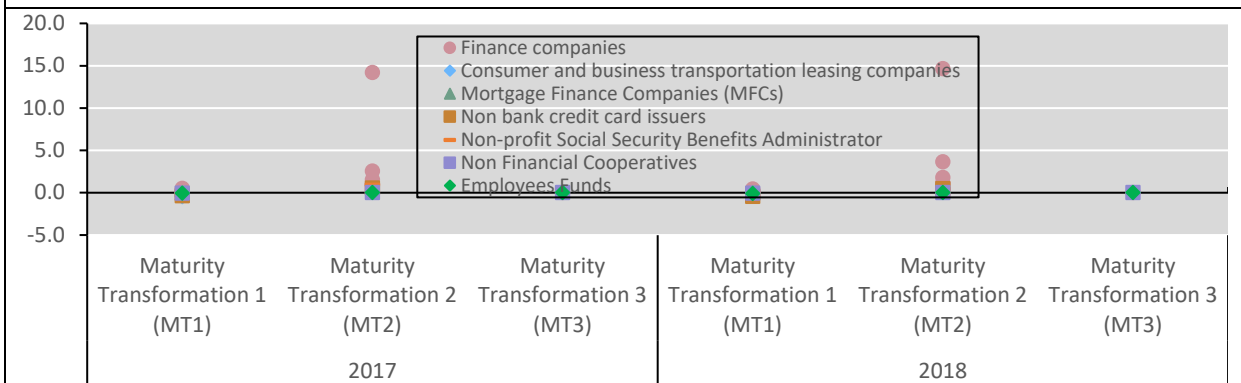 20.0
15.0
10.0
5.0
0.0
-5.0
Finance companies
Consumer and business transportation leasing companies
Mortgage Finance Companies (MFCs)
Non bank credit card issuers
Non-profit Social Security Benefits Administrator
Non Financial Cooperatives
Employees Funds
Maturity Transformation 1 (MT1)
Maturity Transformation 2 (MT2)
Maturity Transformation 3 (MT3)
Maturity Transformation 1 (MT1)
Maturity Transformation 2 (MT2)
Maturity Transformation 3 (MT3)
2017
2018